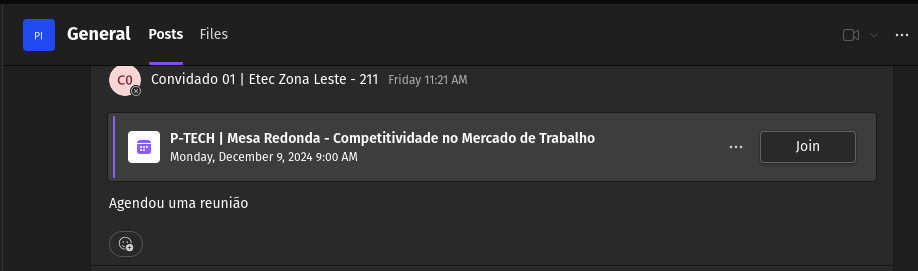 PI
General
Posts
Files
C0
Convidado 01 | Etec Zona Leste - 211
Friday 11:21 AM
P-TECH | Mesa Redonda - Competitividade no Mercado de Trabalho
Monday, December 9, 2024 9:00 AM
Join
Agendou uma reunião